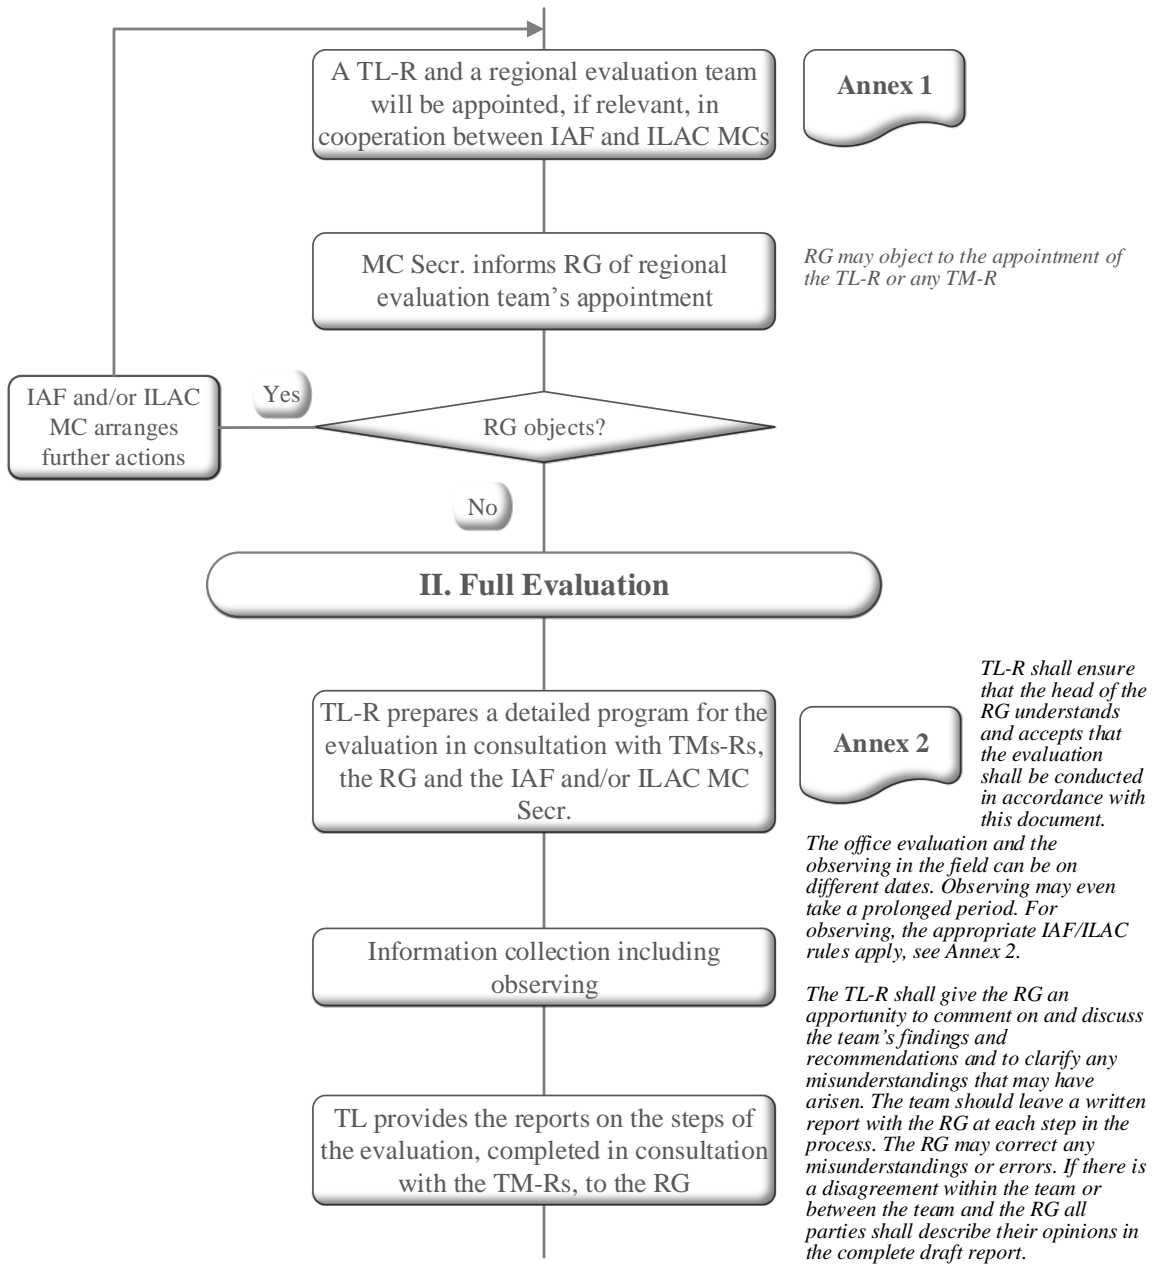 A TL-R and a regional evaluation team
will be appointed, if relevant, in
cooperation between IAF and ILAC MCs
Annex 1
MC Secr. informs RG of regional
evaluation team’s appointment
RG may object to the appointment of
the TL-R or any TM-R
IAF and/or ILAC
MC arranges
further actions
Yes
RG objects?
No
II. Full Evaluation
TL-R prepares a detailed program for the
evaluation in consultation with TMs-Rs,
the RG and the IAF and/or ILAC MC
Secr.
Annex 2
TL-R shall ensure
that the head of the
RG understands
and accepts that
the evaluation
shall be conducted
in accordance with
this document.
The office evaluation and the
observing in the field can be on
different dates. Observing may even
take a prolonged period. For
observing, the appropriate IAF/ILAC
rules apply, see Annex 2.
Information collection including
observing
The TL-R shall give the RG an
apportunity to comment on and discuss
the team’s findings and
recommendations and to clarify any
misunderstandings that may have
arisen. The team should leave a written
report with the RG at each step in the
process. The RG may correct any
misunderstandings or errors. If there is
a disagreement within the team or
between the team and the RG all
parties shall describe their opinions in
the complete draft report.
TL provides the reports on the steps of
the evaluation, completed in consultation
with the TM-Rs, to the RG